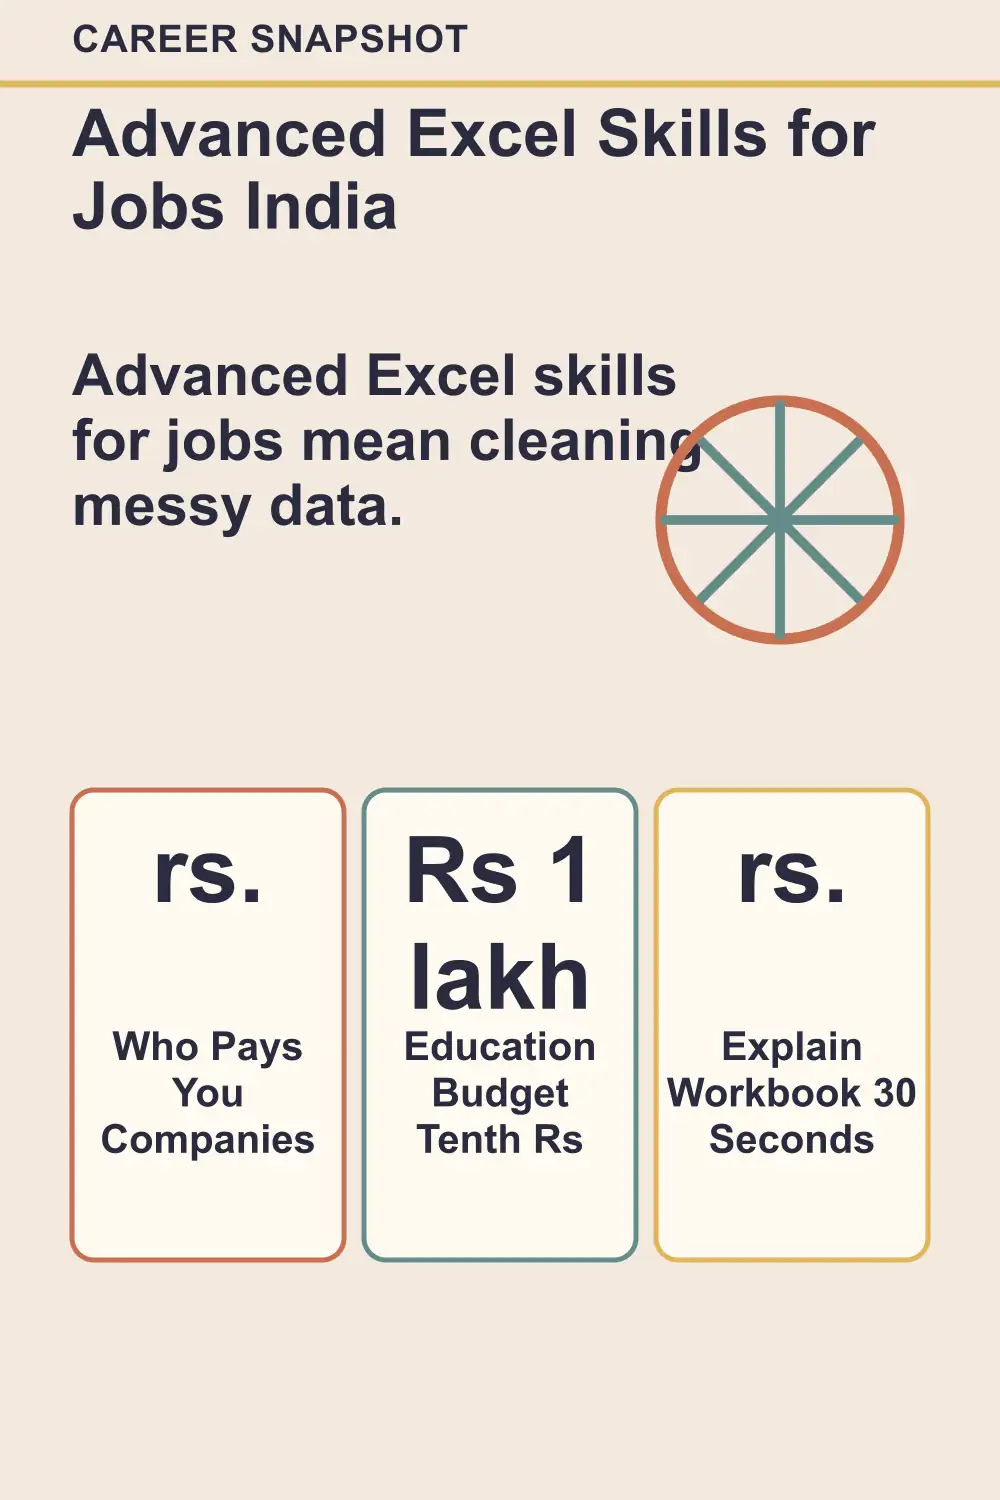 CAREER SNAPSHOT
Advanced Excel Skills for
Jobs India
Advanced Excel skills
for jobs mean cleaning
messy data.
rs.
Who Pays
You
Companies
Rs 1
lakh
Education
Budget
Tenth Rs
rs.
Explain
Workbook 30
Seconds